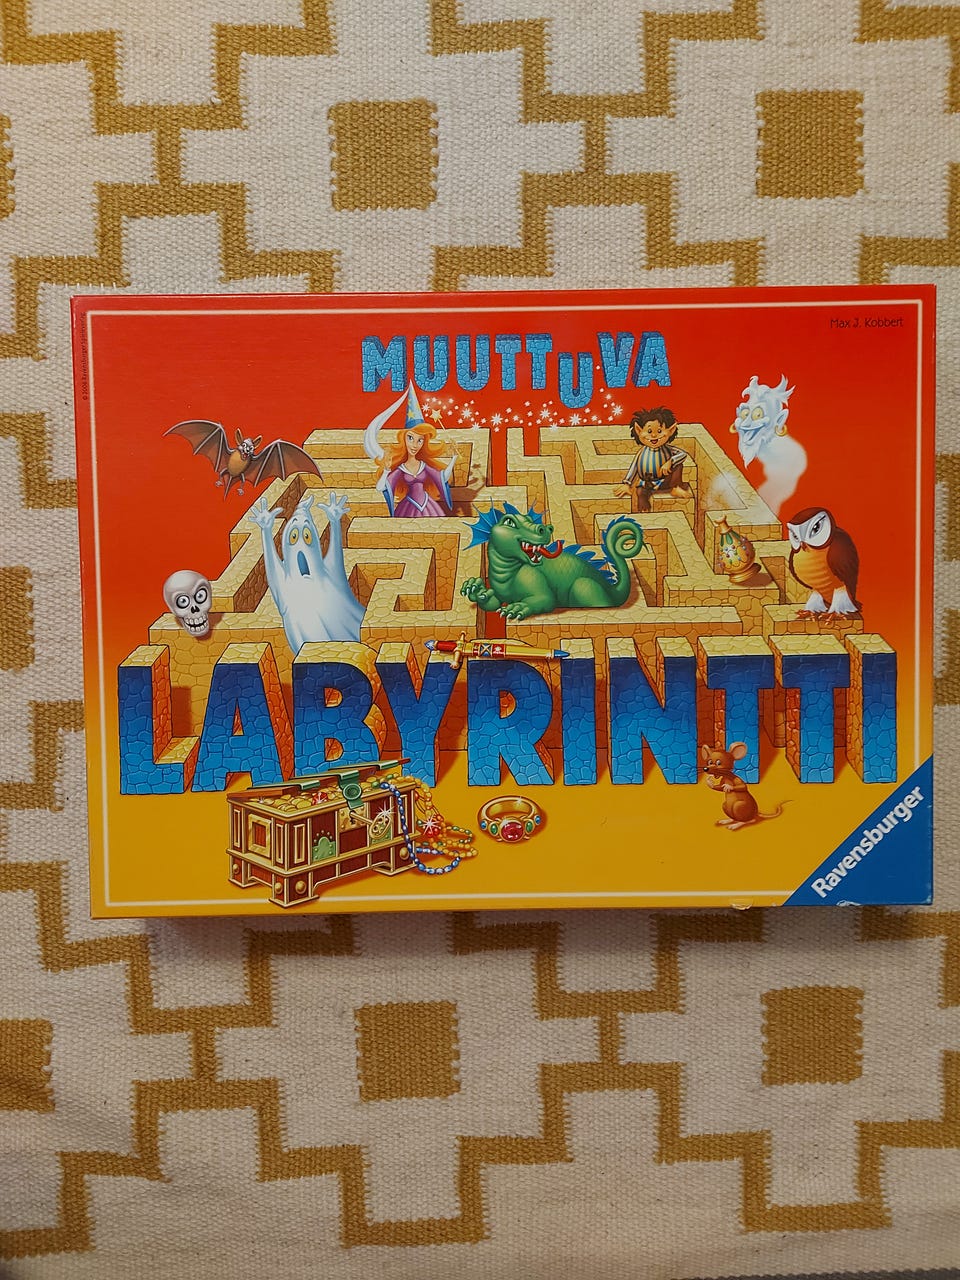 Max J. Kobbert
MUUTTUVA
LABYRINTTI
Ravensburger